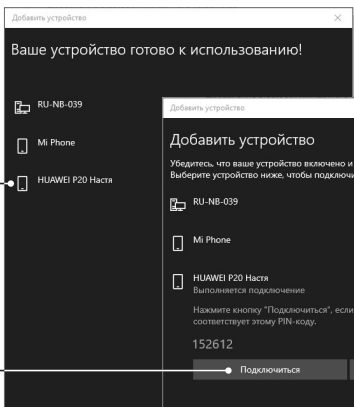 Добавить устройство
Ваше устройство готово к использованию!
RU-NB-039
Mi Phone
HUAWEI P20 Настя
Добавить устройство
Добавить устройство
Убедитесь, что ваше устройство включено и
Выберите устройство ниже, чтобы подключи
RU-NB-039
Mi Phone
HUAWEI P20 Настя
Выполняется подключение
Нажмите кнопку "Подключиться", если
соответствует этому PIN-коду.
152612
Подключиться